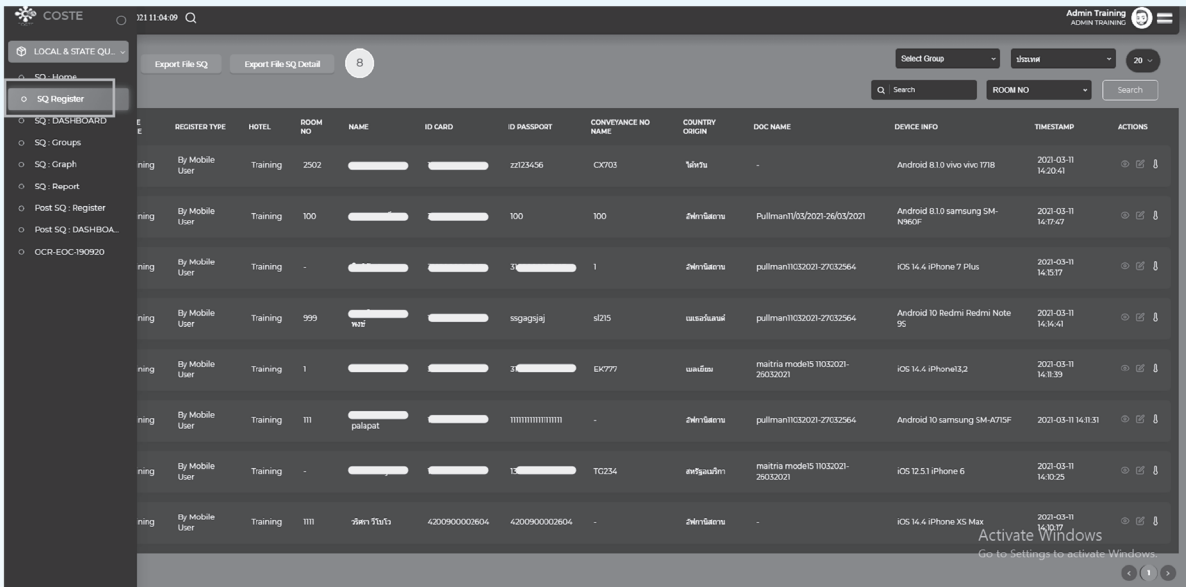 COSTE
021 11:04:09
Admin Training
ADMIN TRAINING
LOCAL & STATE QU...
SQ : Home
SQ Register
SQ : DASHBOARD
SQ : Groups
SQ : Graph
SQ : Report
Post SQ : Register
Post SQ : DASHBOA...
OCR-EOC-190920
Export File SQ
Export File SQ Detail
8
Select Group
ประเทศ
20
Search
ROOM NO
Search
REGISTER TYPE
HOTEL
ROOM NO
NAME
ID CARD
ID PASSPORT
CONVEYANCE NO NAME
COUNTRY ORIGIN
DOC NAME
DEVICE INFO
TIMESTAMP
ACTIONS
ning By Mobile User Training 2502 zz123456 CX703 ไต้หวัน - Android 8.1.0 vivo vivo 1718 2021-03-11 14:20:41
ning By Mobile User Training 100 100 100 อัฟกานิสถาน Pullman11/03/2021-26/03/2021 Android 8.1.0 samsung SM-N960F 2021-03-11 14:17:47
ning By Mobile User Training - 1 อัฟกานิสถาน pullman11032021-27032564 iOS 14.4 iPhone 7 Plus 2021-03-11 14:15:17
ning By Mobile User Training 999 พงษ์ ssgagsjaj sl215 เนเธอร์แลนด์ pullman11032021-27032564 Android 10 Redmi Redmi Note 9S 2021-03-11 14:14:41
ning By Mobile User Training 1 EK777 เบลเยียม maitria mode15 11032021-26032021 iOS 14.4 iPhone13,2 2021-03-11 14:11:39
ning By Mobile User Training 111 palapat - อัฟกานิสถาน pullman11032021-27032564 Android 10 samsung SM-A715F 2021-03-11 14:11:31
ning By Mobile User Training - TG234 สหรัฐอเมริกา maitria mode15 11032021-26032021 iOS 12.5.1 iPhone 6 2021-03-11 14:10:25
ning By Mobile User Training 1111 4200900002604 4200900002604 - อัฟกานิสถาน - iOS 14.4 iPhone XS Max 2021-03-11 14:10:17
Activate Windows
Go to Settings to activate Windows.
1